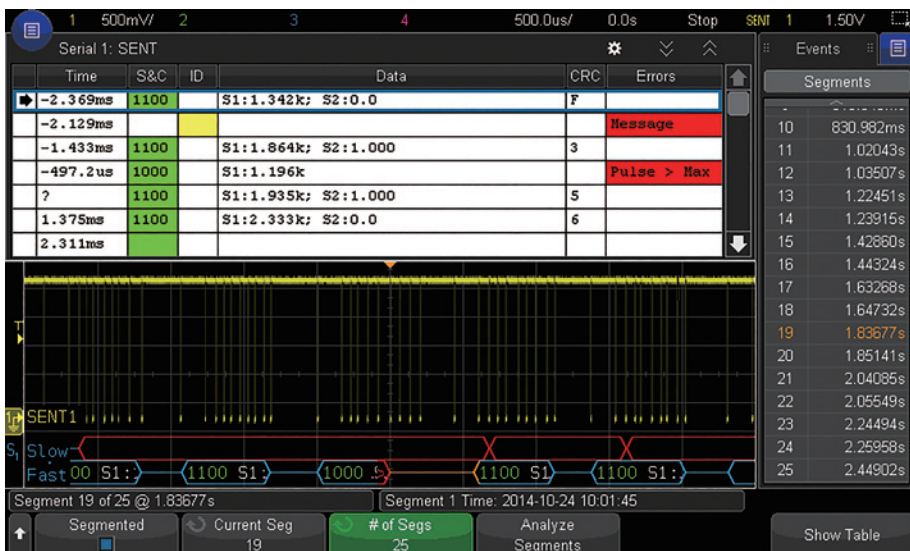 1 500mV/ 2 3 4 500.0us/ 0.0s Stop SENT 1 1.50V
Serial 1: SENT
Time S&C ID Data CRC Errors
-2.369ms 1100 S1:1.342k; S2:0.0 F
-2.129ms Message
-1.433ms 1100 S1:1.864k; S2:1.000 3
-497.2us 1000 S1:1.196k Pulse > Max
? 1100 S1:1.935k; S2:1.000 5
1.375ms 1100 S1:2.333k; S2:0.0 6
2.311ms
Events
Segments
10 830.982ms
11 1.02043s
12 1.03507s
13 1.22451s
14 1.23915s
15 1.42860s
16 1.44324s
17 1.63268s
18 1.64732s
19 1.83677s
20 1.85141s
21 2.04085s
22 2.05549s
23 2.24494s
24 2.25958s
25 2.44902s
T
SENT1
S1 Slow
Fast 00 S1: 1100 S1: 1000 1100 S1 1100 S1:
Segment 19 of 25 @ 1.83677s Segment 1 Time: 2014-10-24 10:01:45
Segmented
Current Seg
19
# of Segs
25
Analyze
Segments
Show Table